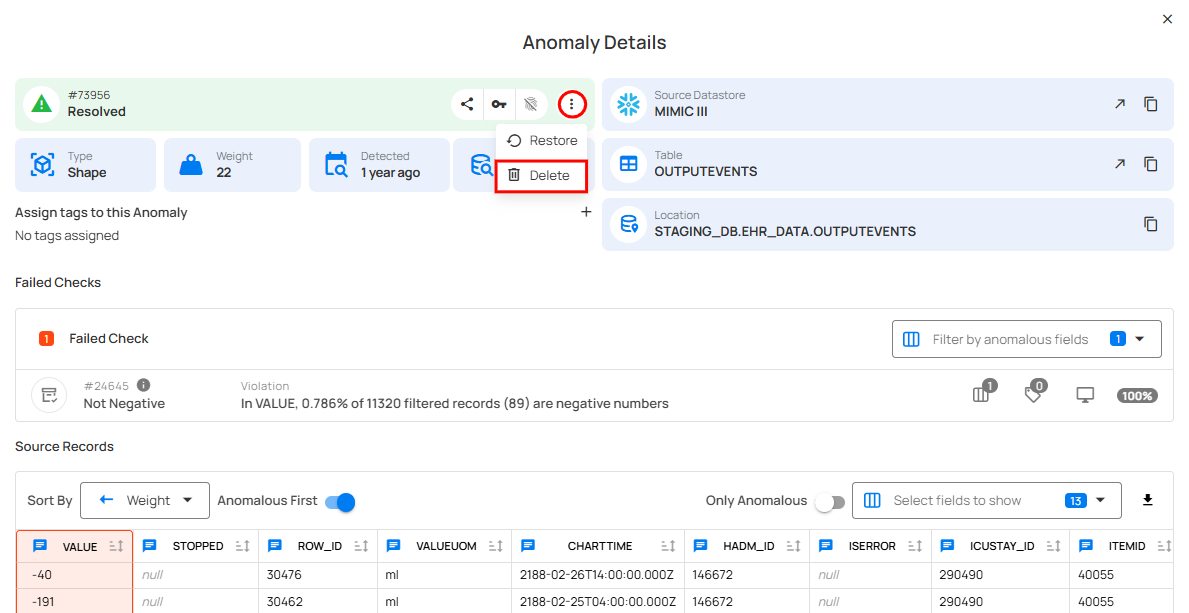 Anomaly Details
#73956
Resolved
Restore
Delete
Type
Shape
Weight
22
Detected
1 year ago
Assign tags to this Anomaly
No tags assigned
Source Datastore
MIMIC III
Table
OUTPUTEVENTS
Location
STAGING_DB.EHR_DATA.OUTPUTEVENTS
Failed Checks
1 Failed Check
Filter by anomalous fields 1
#24645
Not Negative
Violation
In VALUE, 0.786% of 11320 filtered records (89) are negative numbers
1 0 100%
Source Records
Sort By Weight Anomalous First Only Anomalous Select fields to show 13
VALUE STOPPED ROW_ID VALUEUOM CHARTTIME HADM_ID ISERROR ICUSTAY_ID ITEMID
-40 null 30476 ml 2188-02-26T14:00:00.000Z 146672 null 290490 40055
-191 null 30462 ml 2188-02-25T04:00:00.000Z 146672 null 290490 40055